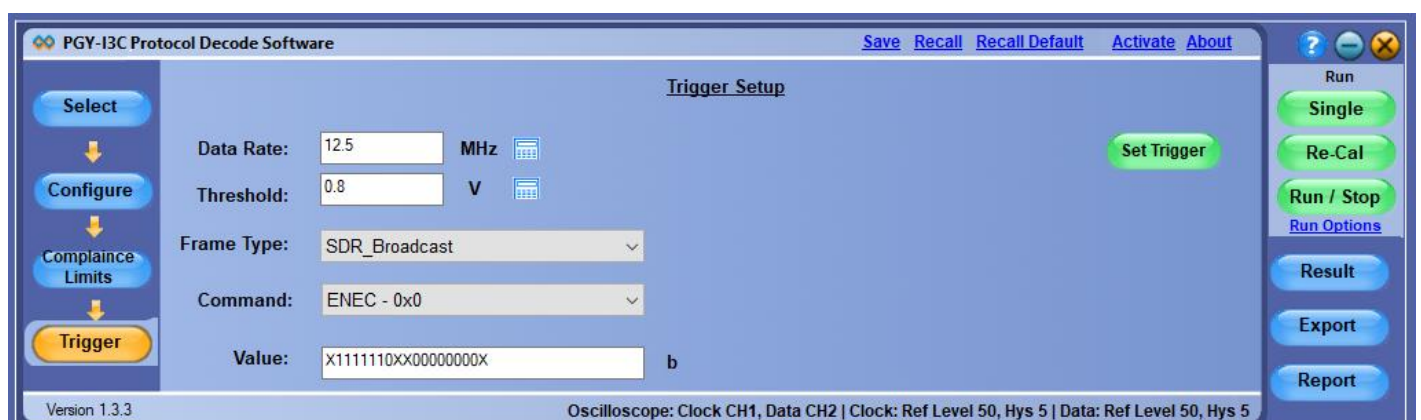 PGY-I3C Protocol Decode Software
Save Recall Recall Default Activate About
?
Trigger Setup
Select
Configure
Complaince
Limits
Trigger
Data Rate: 12.5 MHz
Threshold: 0.8 V
Frame Type: SDR_Broadcast
Command: ENEC - 0x0
Value: X1111110XX00000000X b
Set Trigger
Run
Single
Re-Cal
Run / Stop
Run Options
Result
Export
Report
Version 1.3.3
Oscilloscope: Clock CH1, Data CH2 | Clock: Ref Level 50, Hys 5 | Data: Ref Level 50, Hys 5